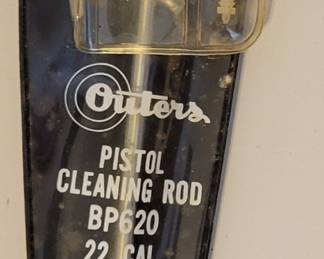 Outers
PISTOL
CLEANING ROD
BP620
22 CAL